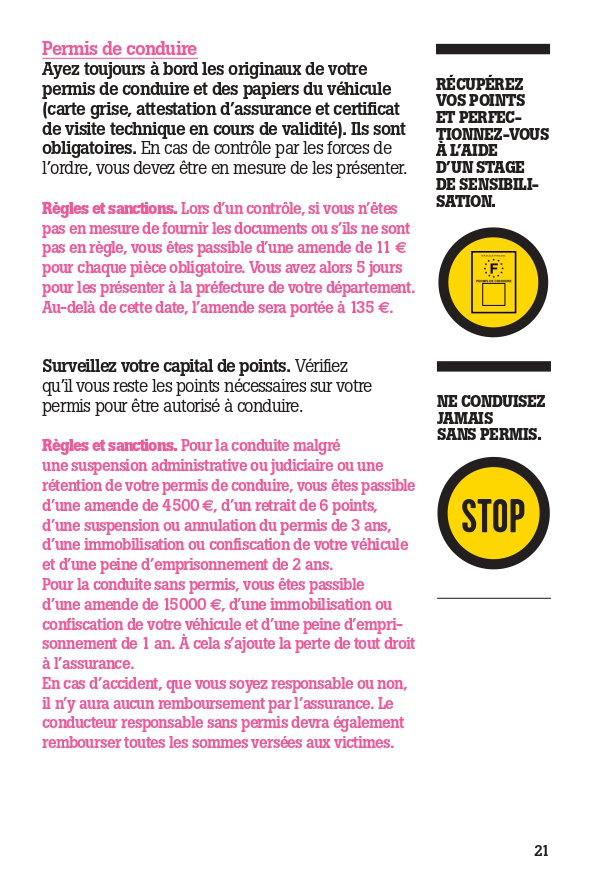 Permis de conduire
Ayez toujours à bord les originaux de votre
permis de conduire et des papiers du véhicule
(carte grise, attestation d'assurance et certificat
de visite technique en cours de validité). Ils sont
obligatoires. En cas de contrôle par les forces de
l'ordre, vous devez être en mesure de les présenter.
Règles et sanctions. Lors d'un contrôle, si vous n'êtes
pas en mesure de fournir les documents ou s'ils ne sont
pas en règle, vous êtes passible d'une amende de 11 €
pour chaque pièce obligatoire. Vous avez alors 5 jours
pour les présenter à la préfecture de votre département.
Au-delà de cette date, l'amende sera portée à 135 €.
Surveillez votre capital de points. Vérifiez
qu'il vous reste les points nécessaires sur votre
permis pour être autorisé à conduire.
Règles et sanctions. Pour la conduite malgré
une suspension administrative ou judiciaire ou une
rétention de votre permis de conduire, vous êtes passible
d'une amende de 4500 €, d'un retrait de 6 points,
d'une suspension ou annulation du permis de 3 ans,
d'une immobilisation ou confiscation de votre véhicule
et d'une peine d'emprisonnement de 2 ans.
Pour la conduite sans permis, vous êtes passible
d'une amende de 15000 €, d'une immobilisation ou
confiscation de votre véhicule et d'une peine d'empri-
sonnement de 1 an. À cela s'ajoute la perte de tout droit
à l'assurance.
En cas d'accident, que vous soyez responsable ou non,
il n'y aura aucun remboursement par l'assurance. Le
conducteur responsable sans permis devra également
rembourser toutes les sommes versées aux victimes.
RÉCUPÉREZ
VOS POINTS
ET PERFEC-
TIONNEZ-VOUS
À L'AIDE
D'UN STAGE
DE SENSIBILI-
SATION.
F
PERMIS DE CONDUIRE
NE CONDUISEZ
JAMAIS
SANS PERMIS.
STOP
21